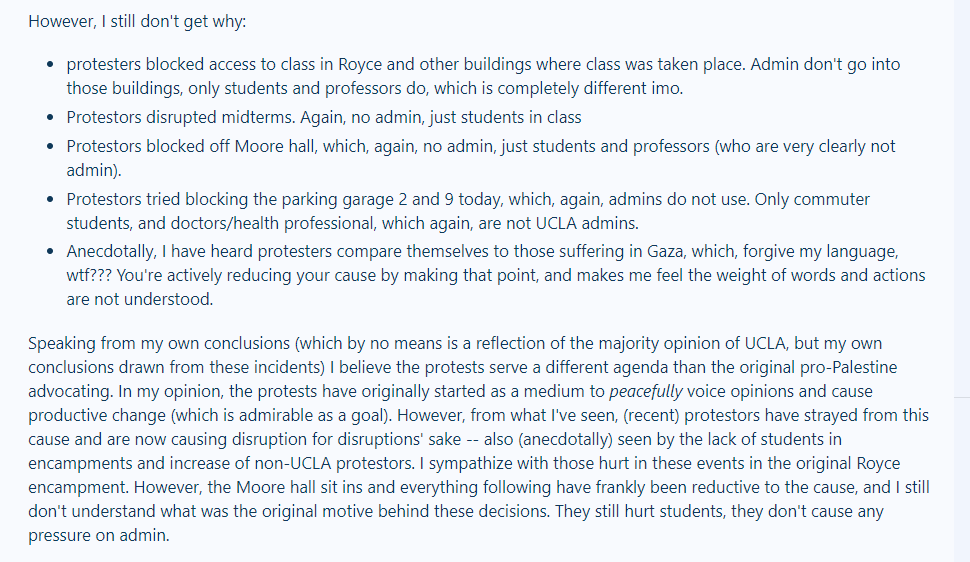 However, I still don't get why:
• protesters blocked access to class in Royce and other buildings where class was taken place. Admin don't go into
those buildings, only students and professors do, which is completely different imo.
• Protestors disrupted midterms. Again, no admin, just students in class
• Protestors blocked off Moore hall, which, again, no admin, just students and professors (who are very clearly not
admin).
• Protestors tried blocking the parking garage 2 and 9 today, which, again, admins do not use. Only commuter
students, and doctors/health professional, which again, are not UCLA admins.
• Anecdotally, I have heard protesters compare themselves to those suffering in Gaza, which, forgive my language,
wtf??? You're actively reducing your cause by making that point, and makes me feel the weight of words and actions
are not understood.
Speaking from my own conclusions (which by no means is a reflection of the majority opinion of UCLA, but my own
conclusions drawn from these incidents) I believe the protests serve a different agenda than the original pro-Palestine
advocating. In my opinion, the protests have originally started as a medium to peacefully voice opinions and cause
productive change (which is admirable as a goal). However, from what I've seen, (recent) protestors have strayed from this
cause and are now causing disruption for disruptions' sake -- also (anecdotally) seen by the lack of students in
encampments and increase of non-UCLA protestors. I sympathize with those hurt in these events in the original Royce
encampment. However, the Moore hall sit ins and everything following have frankly been reductive to the cause, and I still
don't understand what was the original motive behind these decisions. They still hurt students, they don't cause any
pressure on admin.